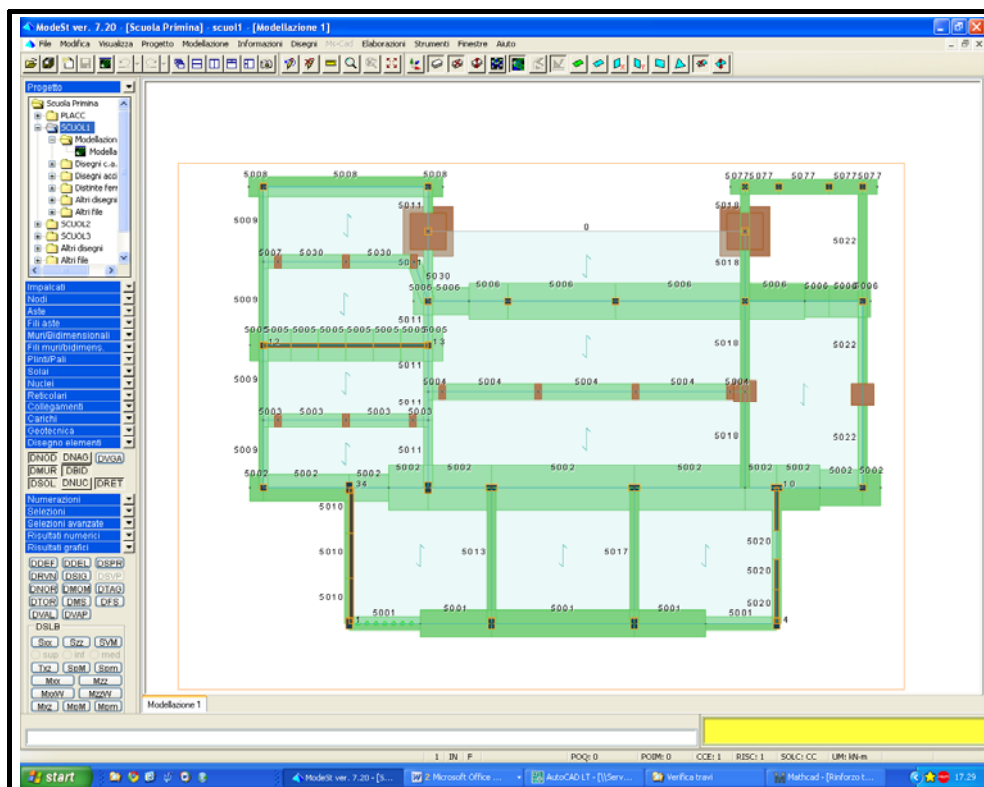 ModeSt ver. 7.20 - [Scuola Primina] - scuol1 - [Modellazione 1]
File Modifica Visualizza Progetto Modellazione Informazioni Disegni Mx-Cad Elaborazioni Strumenti Finestre Aiuto
Progetto
Scuola Primina
PLACC
SCUOL1
Modellazion
Modella
Disegni c.a.
Disegni acci
Distinte ferr
Altri disegni
Altri file
SCUOL2
SCUOL3
Altri disegni
Altri file
Impalcati
Nodi
Aste
Fili aste
Muri/Bidimensionali
Fili muri/bidimens.
Plinti/Pali
Solai
Nuclei
Reticolari
Collegamenti
Carichi
Geotecnica
Disegno elementi
DNOD DNAG DVGA
DMUR DBID
DSOL DNUC DRET
Numerazioni
Selezioni
Selezioni avanzate
Risultati numerici
Risultati grafici
DDEF DDEL DSPR
DRVN DSIG DSVP
DNOR DMOM DTAG
DTOR DMS DFS
DVAL DVAP
DSLB
Sxx Szz SVM
sup inf med
Txz SpM Spm
Mxx Mzz
MxxW MzzW
Mxz MpM Mpm
5008 5008 5008 5077 5077 5077 5077 5077
5011 5018
5009 0 5022
5007 5030 5030 5018
5030
5006 5006 5006 5006 5006 5006 5006 5006
5009 5011
5005 5005 5005 5005 5005 5005 5005
12 13 5018 5022
5011
5009 5004 5004 5004 5004 5004
5011
5003 5003 5003
5009 5011 5018 5022
5002 5002 5002 5002 5002 5002 5002 5002 5002
34 10
5010
5010 5013 5017 5020
5020
5010 5020
5001 5001 5001 5001 5001
1 4
Modellazione 1
1 IN F POQ: 0 POIM: 0 CCE: 1 RISC: 1 SOLC: CC UM: kN-m
start ModeSt ver. 7.20 - [S... 2 Microsoft Office ... AutoCAD LT - [\\Serv... Verifica travi Mathcad - [Rinforzo t... 17.29